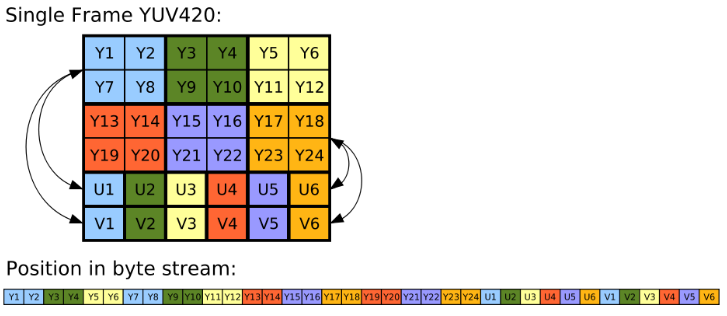 Single Frame YUV420:
Y1 Y2 Y3 Y4 Y5 Y6
Y7 Y8 Y9 Y10 Y11 Y12
Y13 Y14 Y15 Y16 Y17 Y18
Y19 Y20 Y21 Y22 Y23 Y24
U1 U2 U3 U4 U5 U6
V1 V2 V3 V4 V5 V6
Position in byte stream:
Y1 Y2 Y3 Y4 Y5 Y6 Y7 Y8 Y9 Y10 Y11 Y12 Y13 Y14 Y15 Y16 Y17 Y18 Y19 Y20 Y21 Y22 Y23 Y24 U1 U2 U3 U4 U5 U6 V1 V2 V3 V4 V5 V6